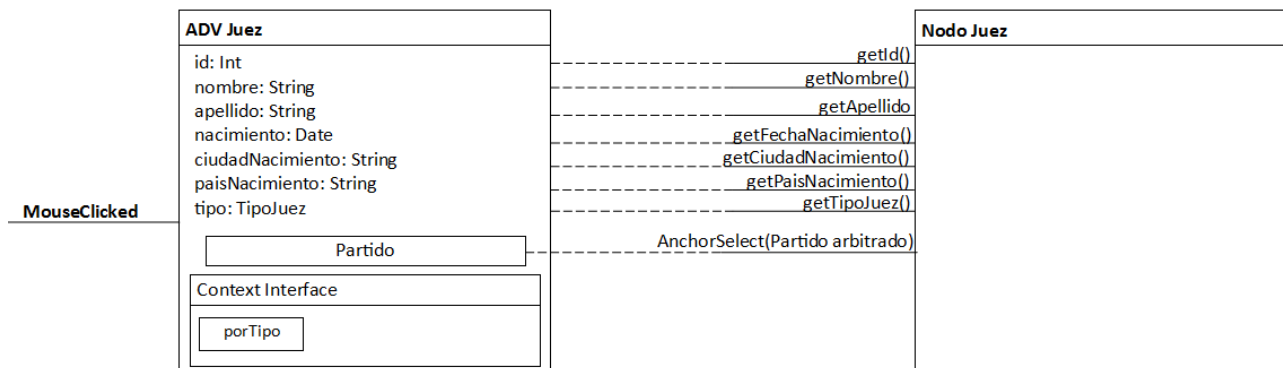 ADV Juez
Nodo Juez
id: Int
getId()
nombre: String
getNombre()
apellido: String
getApellido
nacimiento: Date
getFechaNacimiento()
ciudadNacimiento: String
getCiudadNacimiento()
paisNacimiento: String
getPaisNacimiento()
MouseClicked
tipo: TipoJuez
getTipoJuez()
Partido
AnchorSelect(Partido arbitrado)
Context Interface
porTipo